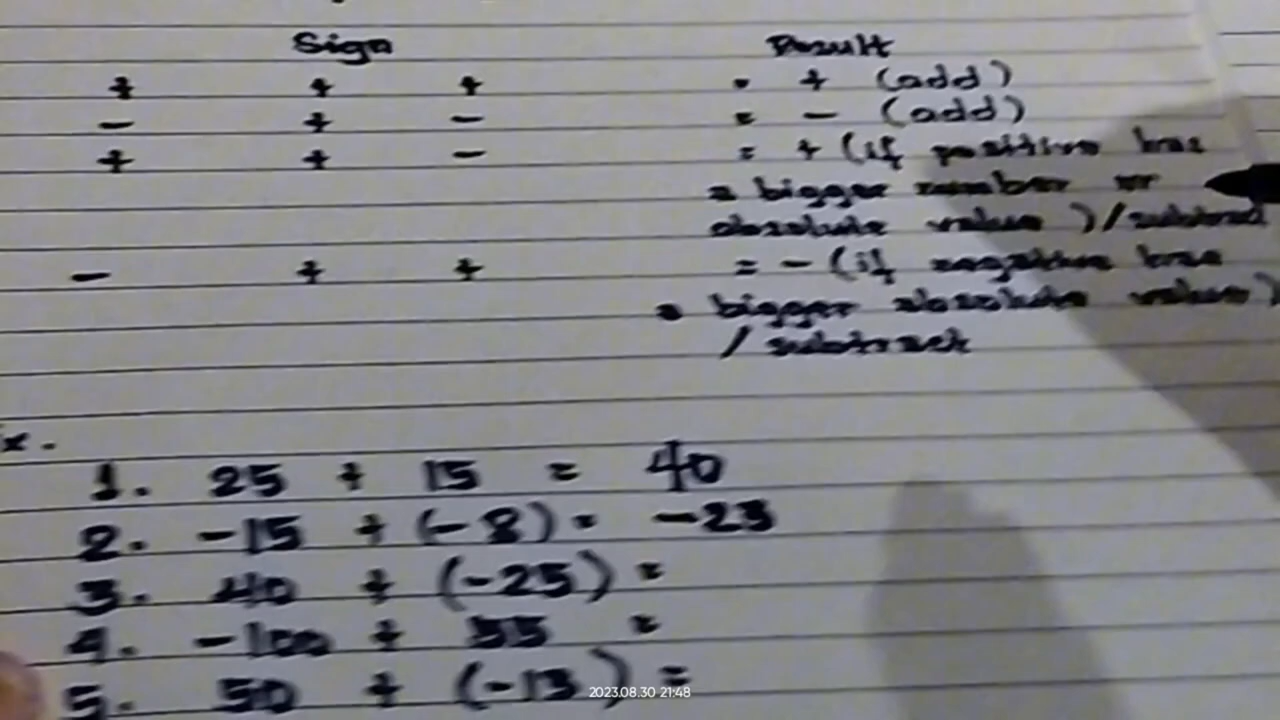 Sign Result
+ + + = + (add)
- + - = - (add)
+ + - = + (if positive has
a bigger number or
absolute value ) / subtract
- + + = - (if negative has
a bigger absolute value )
/ subtract
Ex.
1. 25 + 15 = 40
2. -15 + (-8) = -23
3. 40 + (-25) =
4. -100 + 55 =
5. 50 + (-13) =
2023.08.30 21:48